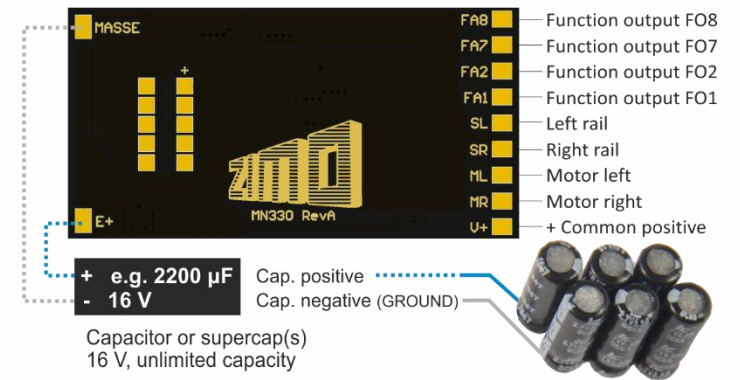 MASSE
+
FA8 Function output FO8
FA7 Function output FO7
FA2 Function output FO2
FA1 Function output FO1
SL Left rail
SR Right rail
ML Motor left
MR Motor right
V+ + Common positive
ZIMO
MN330 RevA
E+
+ e.g. 2200 µF
- 16 V
Cap. positive
Cap. negative (GROUND)
Capacitor or supercap(s)
16 V, unlimited capacity